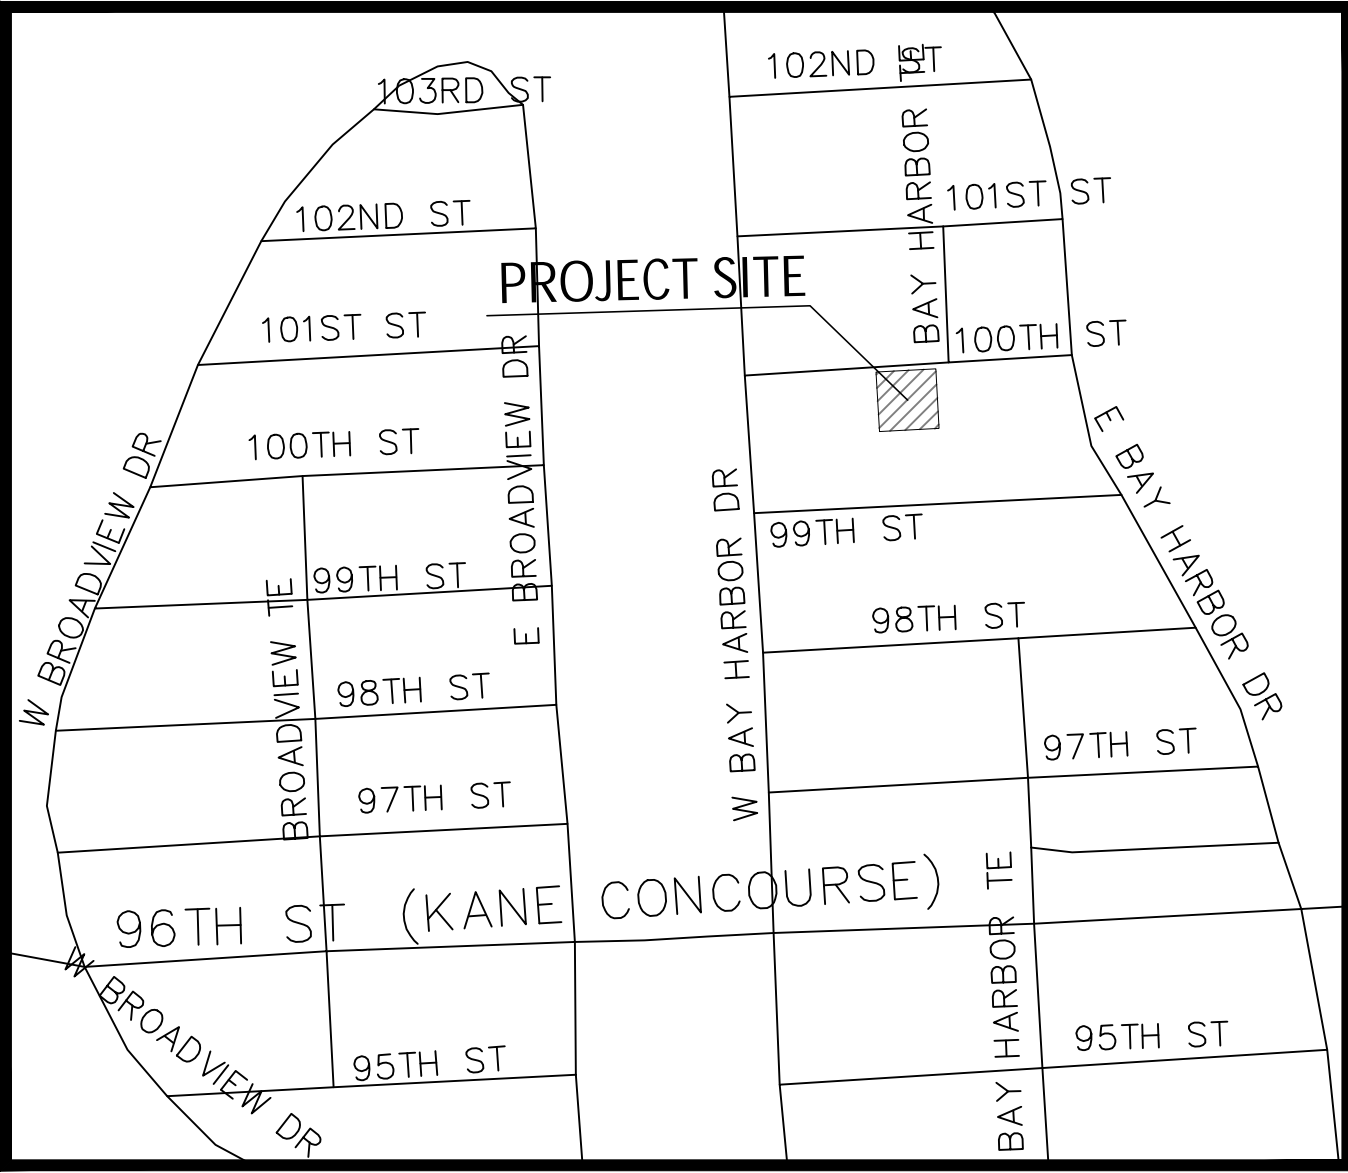 103RD ST
102ND ST
102ND ST
101ST ST
101ST ST
100TH ST
100TH ST
99TH ST
99TH ST
98TH ST
98TH ST
97TH ST
97TH ST
96TH ST (KANE CONCOURSE)
95TH ST
95TH ST
PROJECT SITE
W BROADVIEW DR
W BROADVIEW DR
BROADVIEW TE
E BROADVIEW DR
W BAY HARBOR DR
BAY HARBOR TE
BAY HARBOR TE
E BAY HARBOR DR